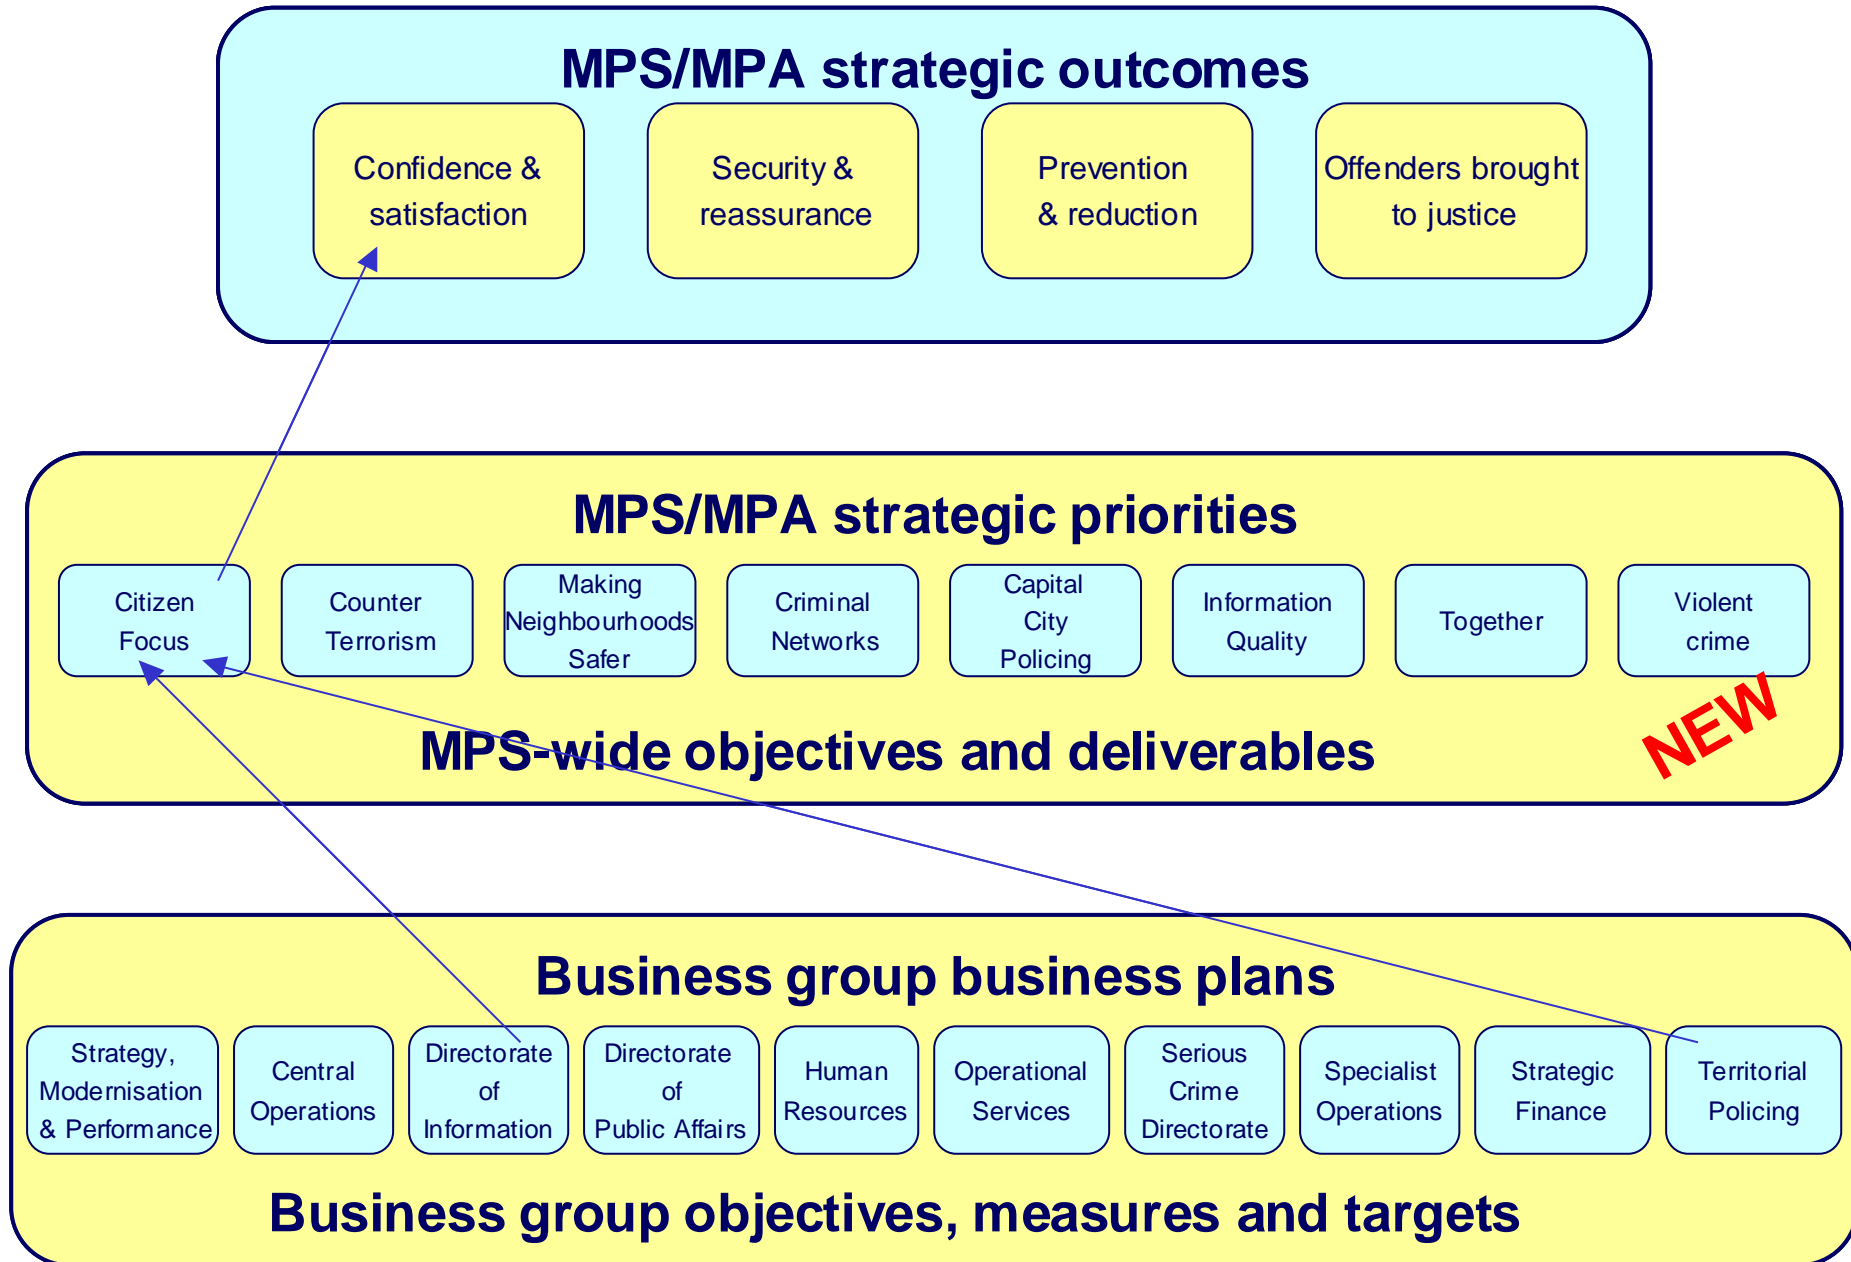 MPS/MPA strategic outcomes
Confidence &
satisfaction
Security &
reassurance
Prevention
& reduction
Offenders brought
to justice
MPS/MPA strategic priorities
Citizen
Focus
Counter
Terrorism
Making
Neighbourhoods
Safer
Criminal
Networks
Capital
City
Policing
Information
Quality
Together
Violent
crime
NEW
MPS-wide objectives and deliverables
Business group business plans
Strategy,
Modernisation
& Performance
Central
Operations
Directorate
of
Information
Directorate
of
Public Affairs
Human
Resources
Operational
Services
Serious
Crime
Directorate
Specialist
Operations
Strategic
Finance
Territorial
Policing
Business group objectives, measures and targets